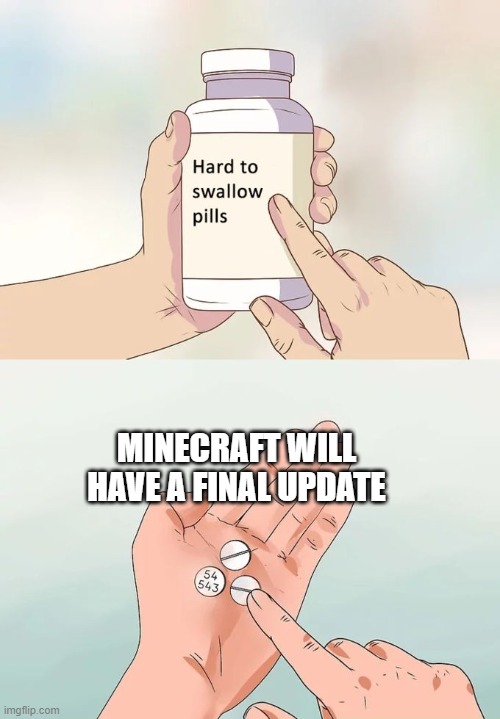 Hard to
swallow
pills
MINECRAFT WILL
HAVE A FINAL UPDATE
54
543
imgflip.com